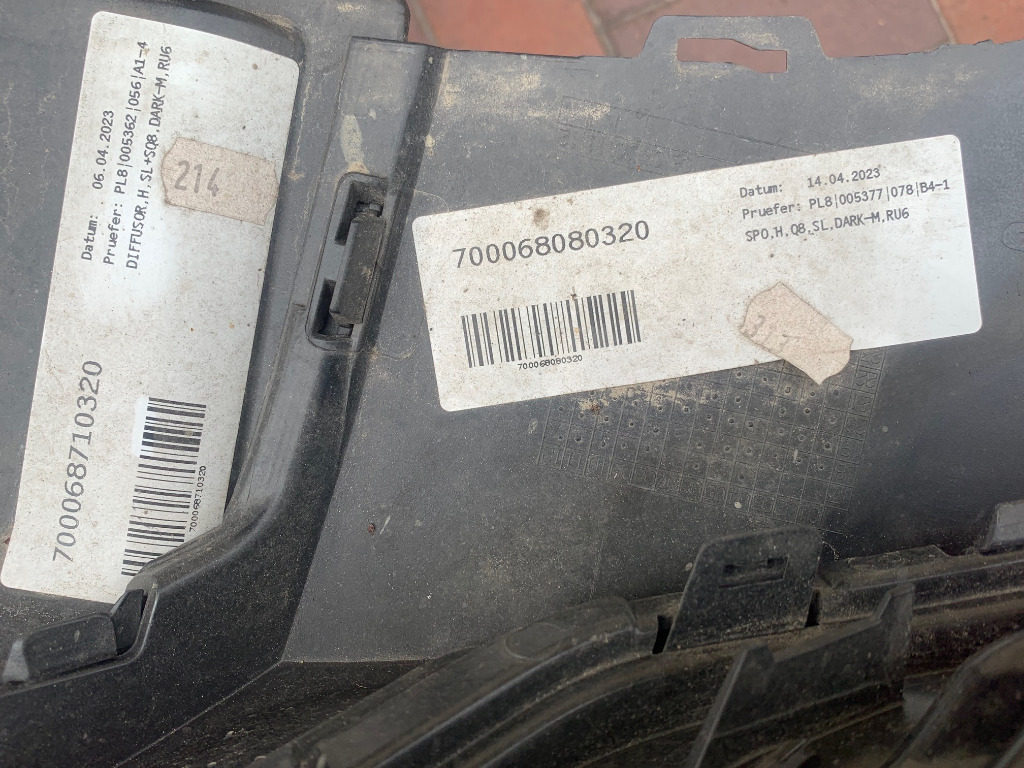 Datum: 06.04.2023
Pruefer: PL8|005362|056|A1-4
DIFFUSOR,H,SL+SQ8,DARK-M,RU6
214
700068710320
700068710320
Datum: 14.04.2023
Pruefer: PL8|005377|078|B4-1
SPO,H,Q8,SL,DARK-M,RU6
700068080320
700068080320